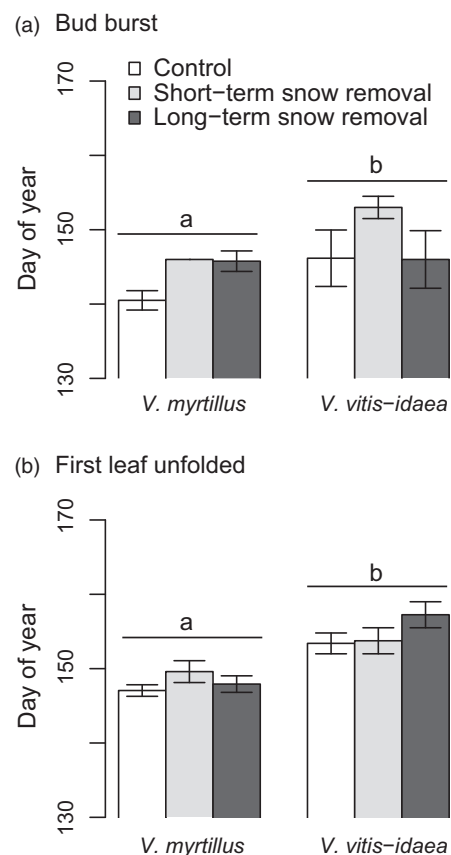 (a) Bud burst
170
150
130
Day of year
Control
Short-term snow removal
Long-term snow removal
a
b
V. myrtillus
V. vitis-idaea
(b) First leaf unfolded
170
150
130
Day of year
a
b
V. myrtillus
V. vitis-idaea